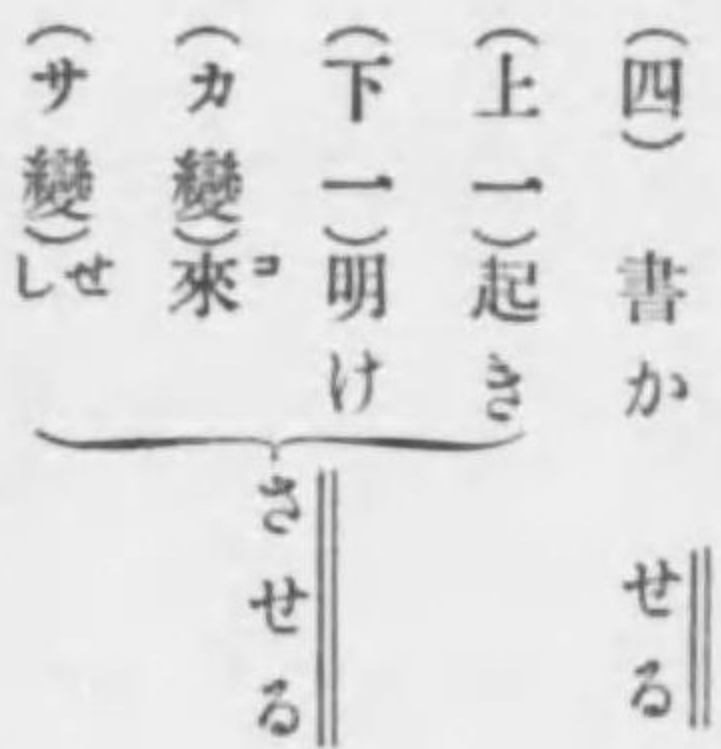 (四) 書か せる
(上一)起き
(下一)明け
(カ變)來コ
(サ變)せし
させる